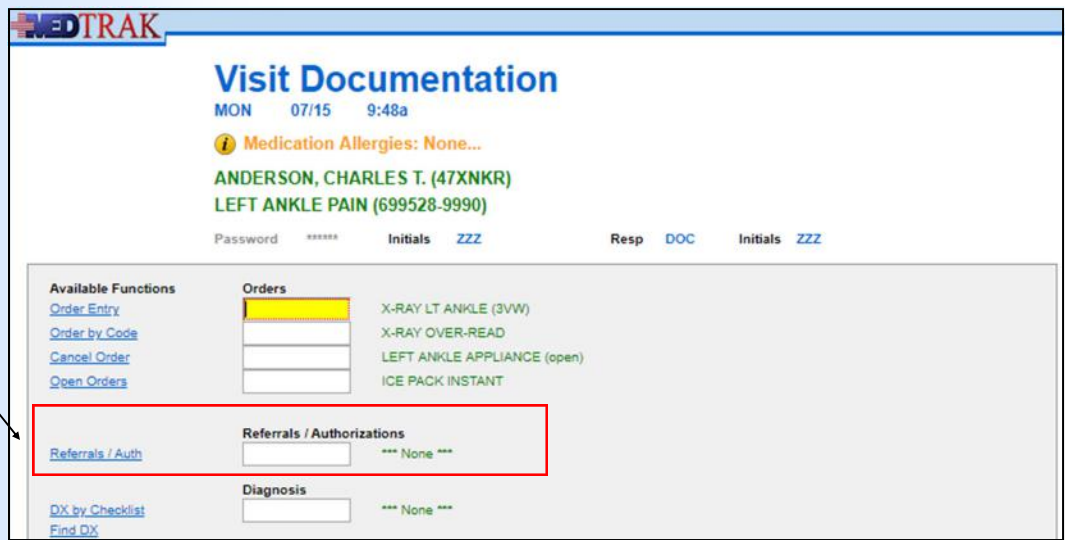 MEDTRAK
Visit Documentation
MON 07/15 9:48a
i Medication Allergies: None...
ANDERSON, CHARLES T. (47XNKR)
LEFT ANKLE PAIN (699528-9990)
Password ****** Initials ZZZ Resp DOC Initials ZZZ
Available Functions Orders
Order Entry X-RAY LT ANKLE (3VW)
Order by Code X-RAY OVER-READ
Cancel Order LEFT ANKLE APPLIANCE (open)
Open Orders ICE PACK INSTANT
Referrals / Authorizations
Referrals / Auth *** None ***
Diagnosis
DX by Checklist *** None ***
Find DX